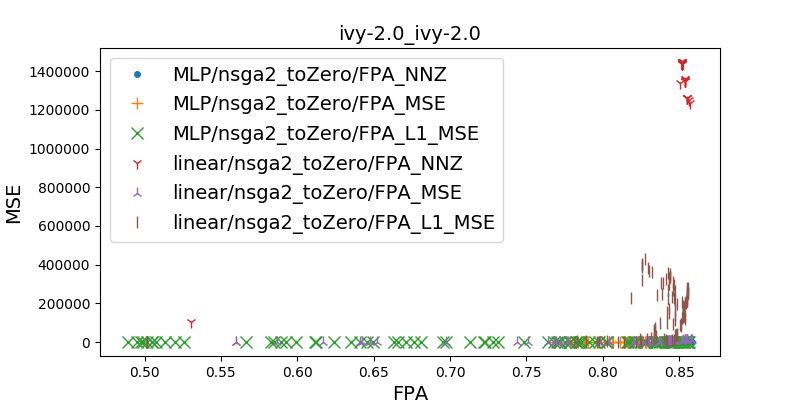 ivy-2.0_ivy-2.0
MSE
1400000
1200000
1000000
800000
600000
400000
200000
0
MLP/nsga2_toZero/FPA_NNZ
MLP/nsga2_toZero/FPA_MSE
MLP/nsga2_toZero/FPA_L1_MSE
linear/nsga2_toZero/FPA_NNZ
linear/nsga2_toZero/FPA_MSE
linear/nsga2_toZero/FPA_L1_MSE
0.50 0.55 0.60 0.65 0.70 0.75 0.80 0.85
FPA